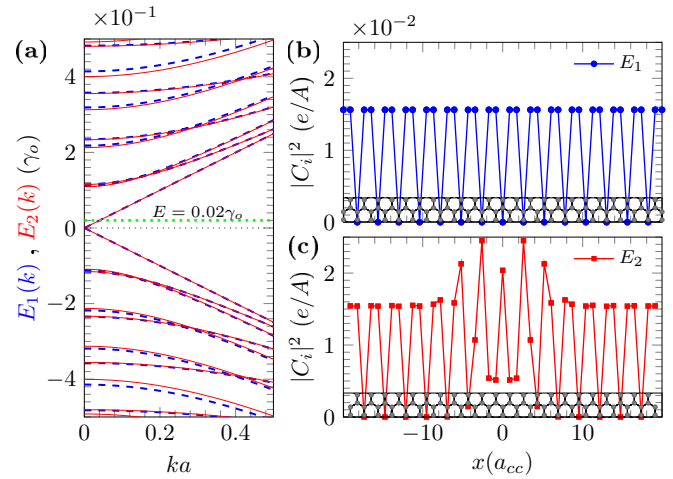 ×10⁻¹
(a)
E₁(k) , E₂(k) (γₒ)
4
2
0
−2
−4
E = 0.02γₒ
0
0.2
0.4
ka
×10⁻²
(b)
|Cᵢ|² (e/A)
2
1
0
E₁
(c)
|Cᵢ|² (e/A)
2
1
0
E₂
−10
0
10
x(a_cc)